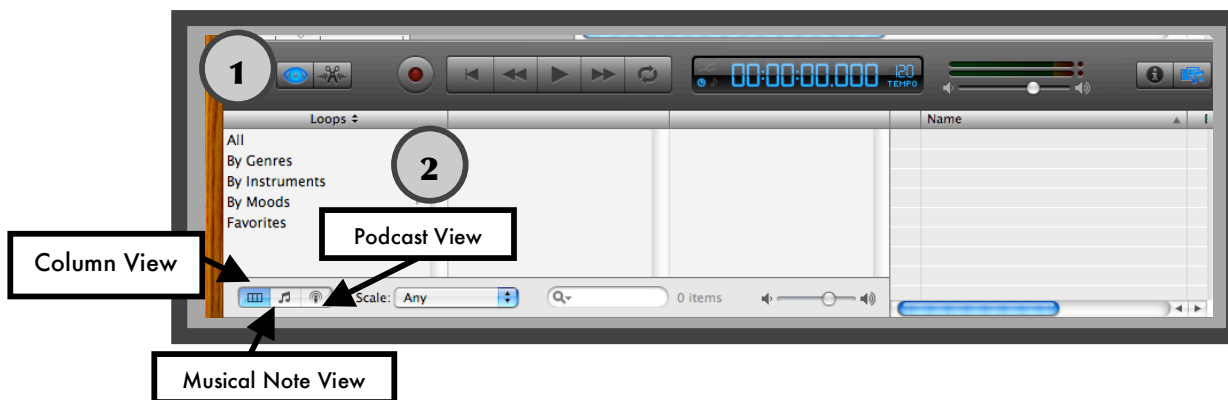 1
00:00:00.000
120
TEMPO
Loops
Name
All
By Genres
By Instruments
By Moods
Favorites
2
Podcast View
Column View
Scale: Any
0 items
Musical Note View